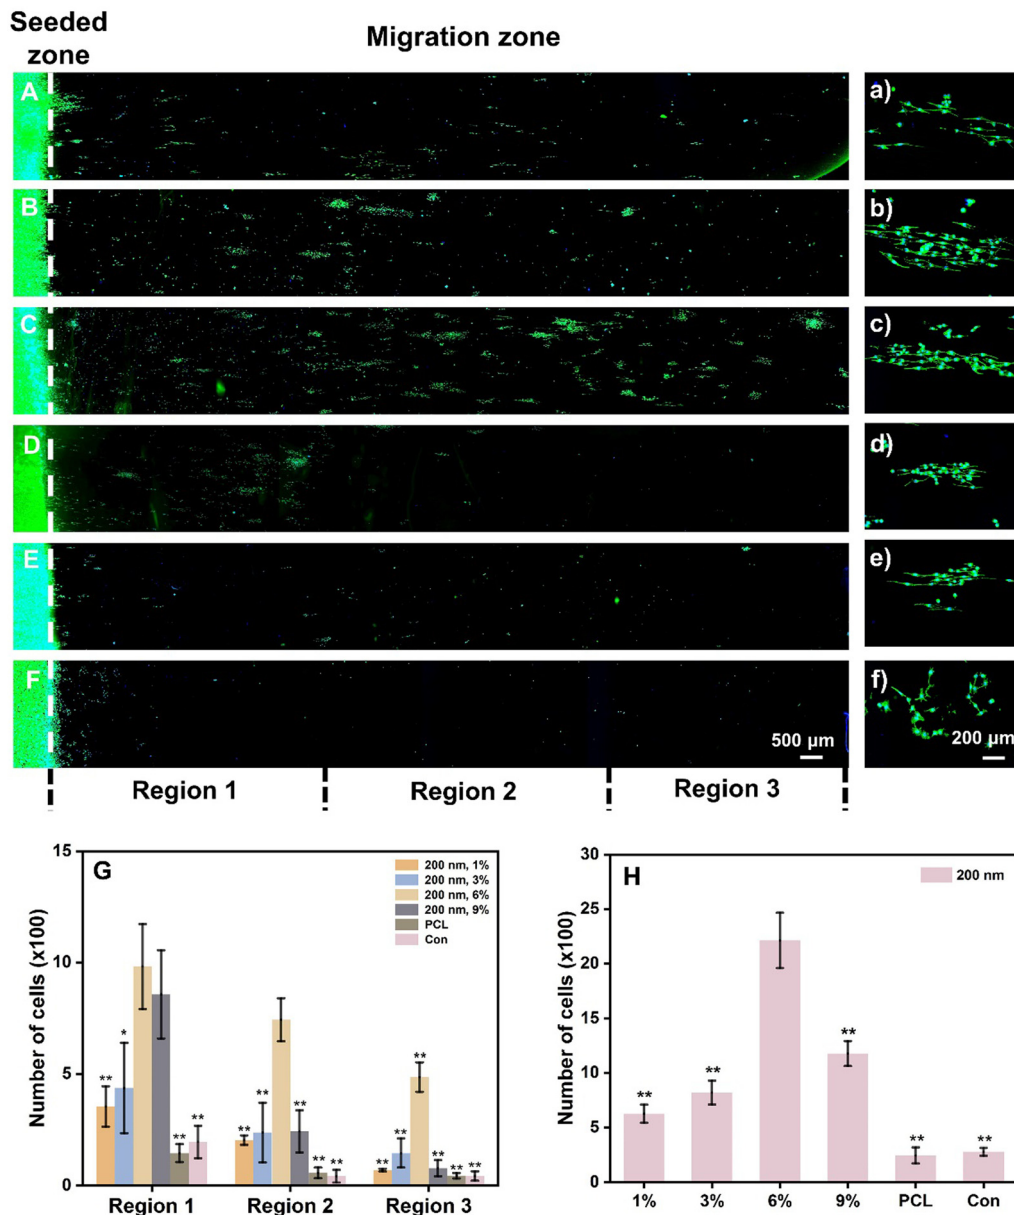 Seeded
zone
Migration zone
A
a)
B
b)
C
c)
D
d)
E
e)
F
f)
500 μm
200 μm
Region 1
Region 2
Region 3
G
15
10
5
0
Number of cells (x100)
200 nm, 1%
200 nm, 3%
200 nm, 6%
200 nm, 9%
PCL
Con
**
*
**
**
**
**
**
**
**
**
**
**
**
**
**
Region 1
Region 2
Region 3
H
30
25
20
15
10
5
0
Number of cells (x100)
200 nm
**
**
**
**
**
1%
3%
6%
9%
PCL
Con